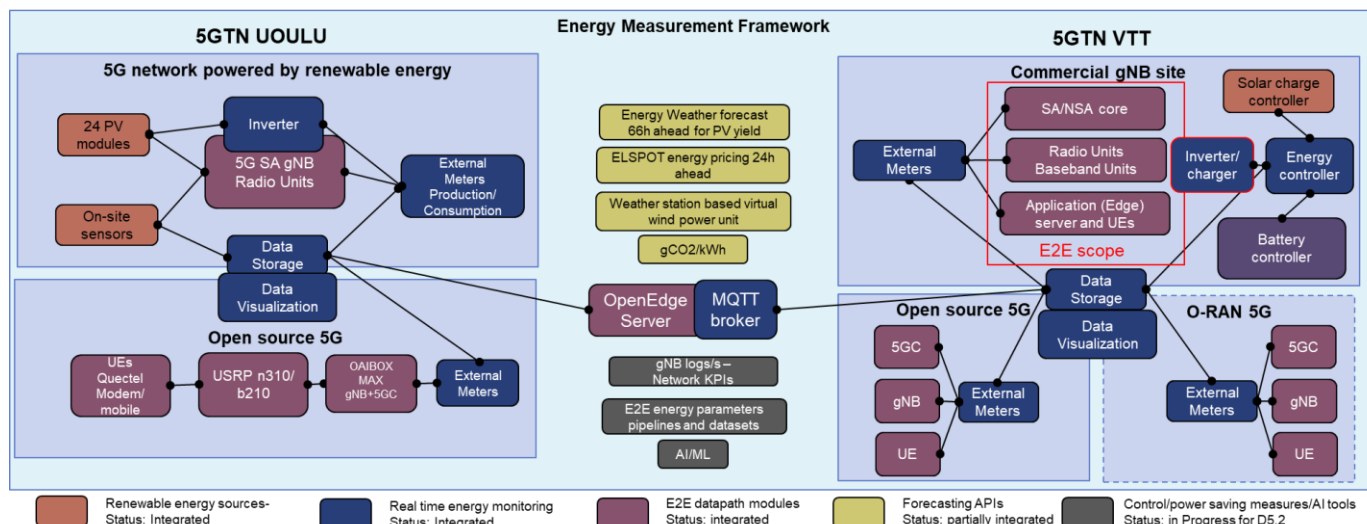 Energy Measurement Framework
5GTN UOULU
5G network powered by renewable energy
24 PV
modules
Inverter
5G SA gNB
Radio Units
External
Meters
Production/
Consumption
On-site
sensors
Data
Storage
Data
Visualization
Open source 5G
UEs
Quectel
Modem/
mobile
USRP n310/
b210
OAIBOX
MAX
gNB+5GC
External
Meters
Energy Weather forecast
66h ahead for PV yield
ELSPOT energy pricing 24h
ahead
Weather station based virtual
wind power unit
gCO2/kWh
OpenEdge
Server
MQTT
broker
gNB logs/s –
Network KPIs
E2E energy parameters
pipelines and datasets
AI/ML
5GTN VTT
Commercial gNB site
SA/NSA core
External
Meters
Radio Units
Baseband Units
Application (Edge)
server and UEs
E2E scope
Solar charge
controller
Inverter/
charger
Energy
controller
Battery
controller
Data
Storage
Data
Visualization
Open source 5G
5GC
gNB
UE
External
Meters
O-RAN 5G
External
Meters
5GC
gNB
UE
Renewable energy sources-
Status: Integrated
Real time energy monitoring
Status: Integrated
E2E datapath modules
Status: integrated
Forecasting APIs
Status: partially integrated
Control/power saving measures/AI tools
Status: in Progress for D5.2